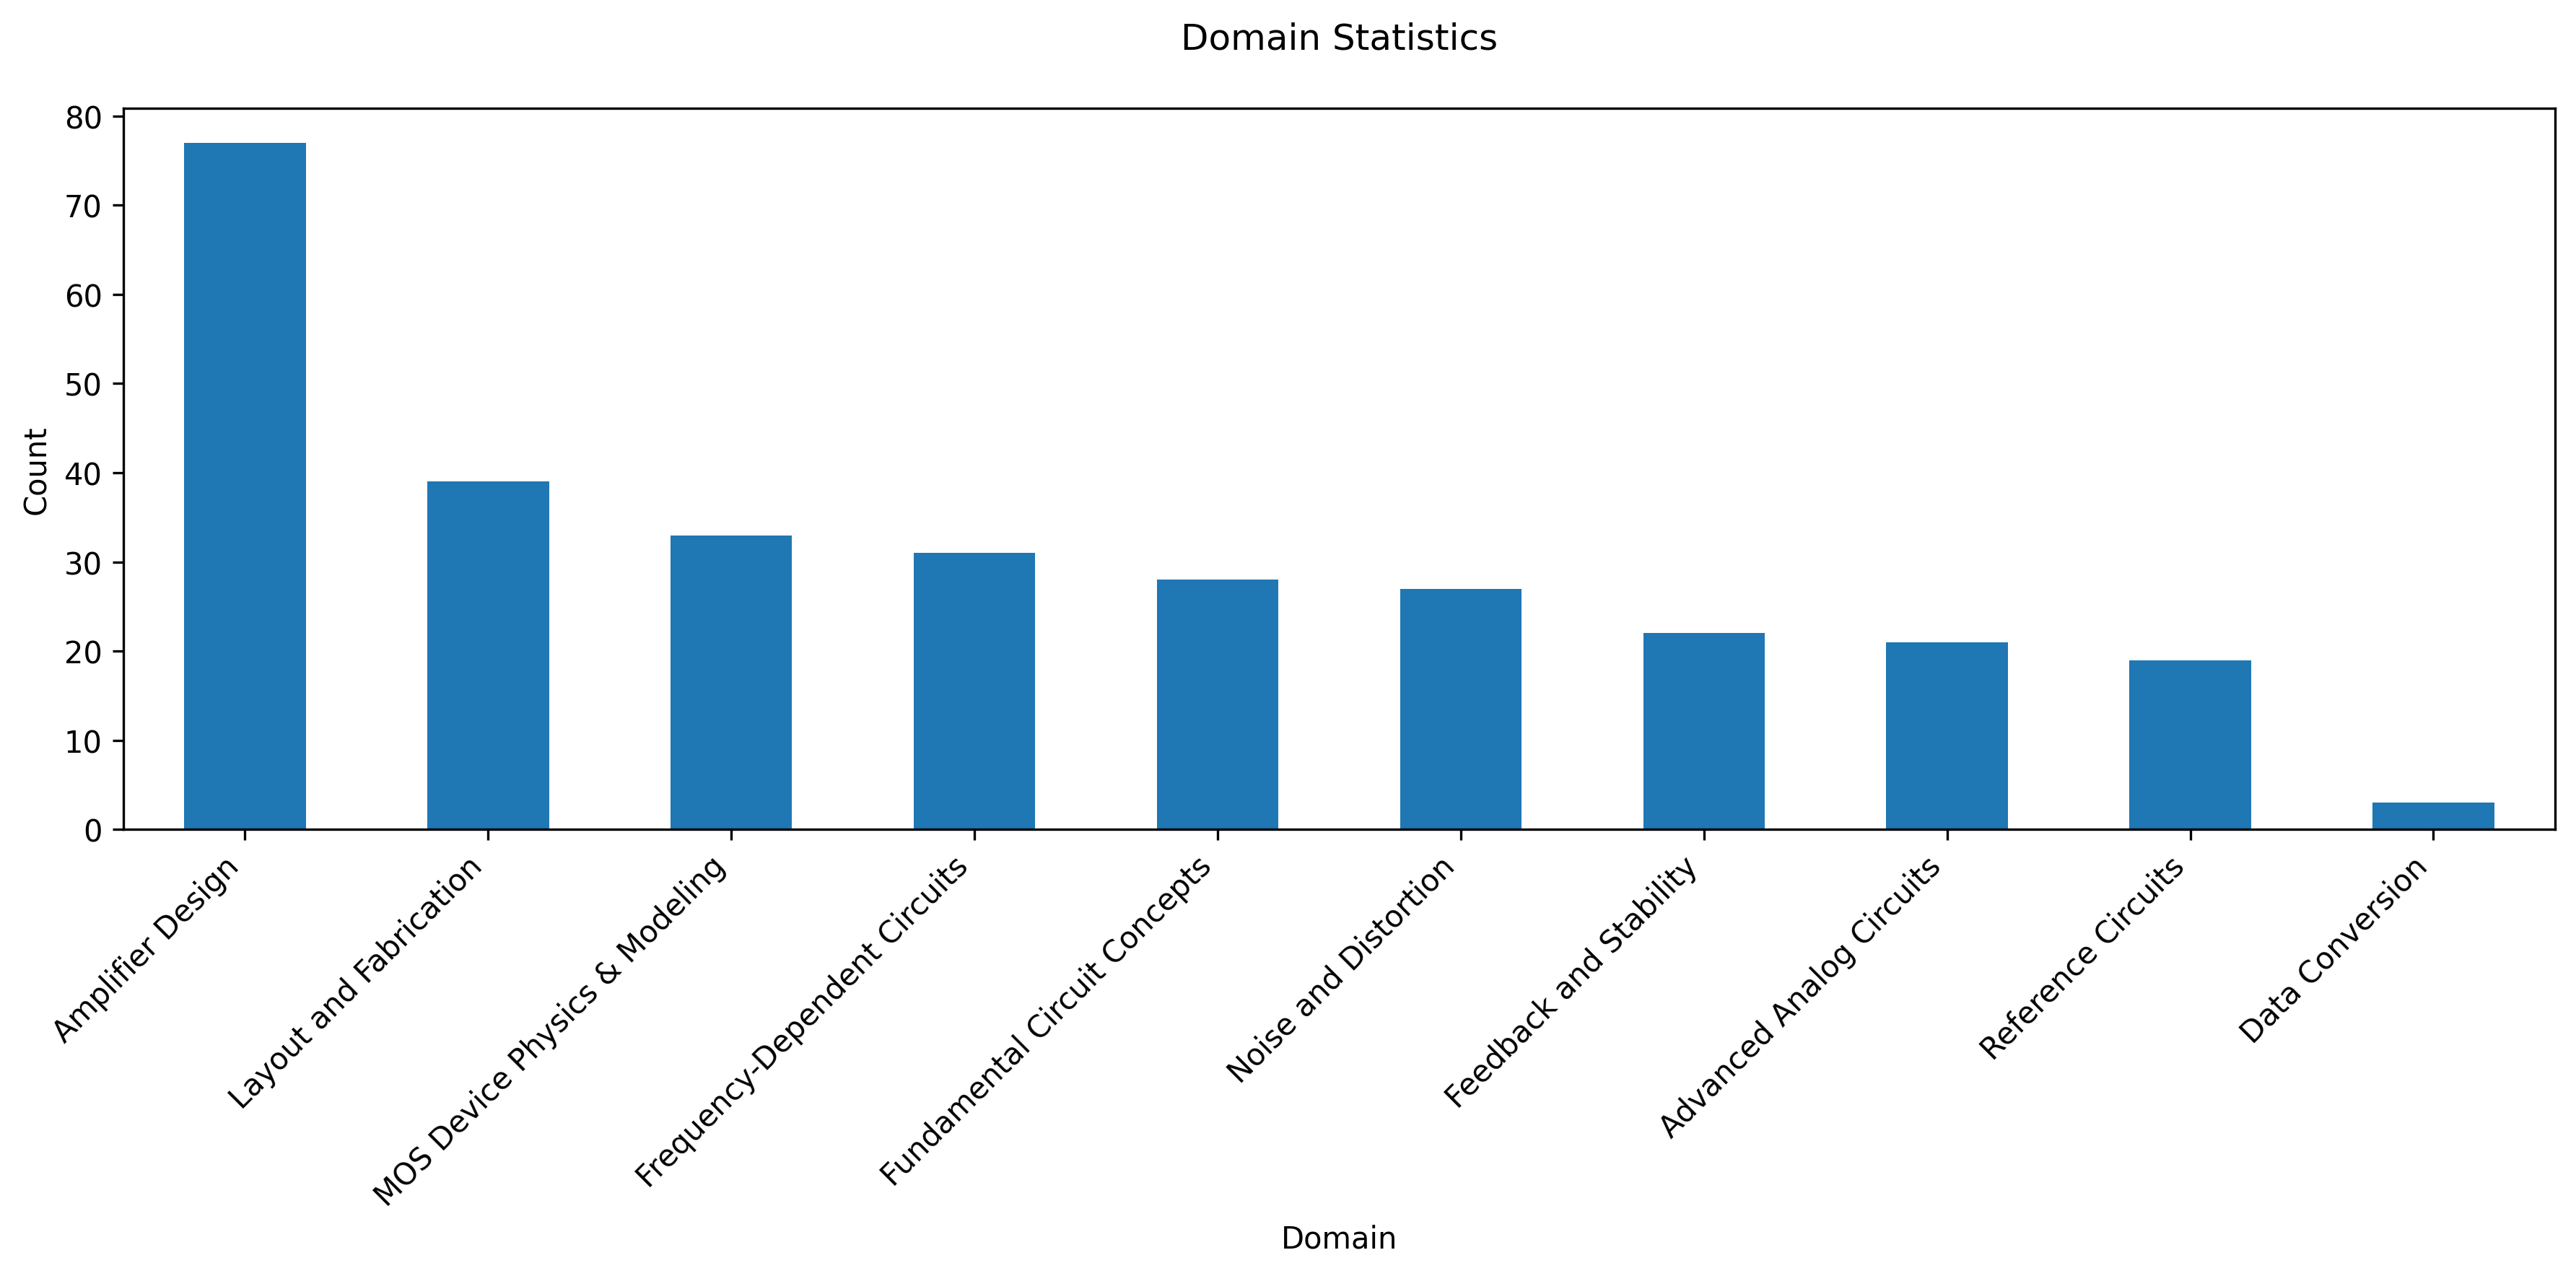 Domain Statistics
80
70
60
50
40
30
20
10
0
Count
Amplifier Design
Layout and Fabrication
MOS Device Physics & Modeling
Frequency-Dependent Circuits
Fundamental Circuit Concepts
Noise and Distortion
Feedback and Stability
Advanced Analog Circuits
Reference Circuits
Data Conversion
Domain